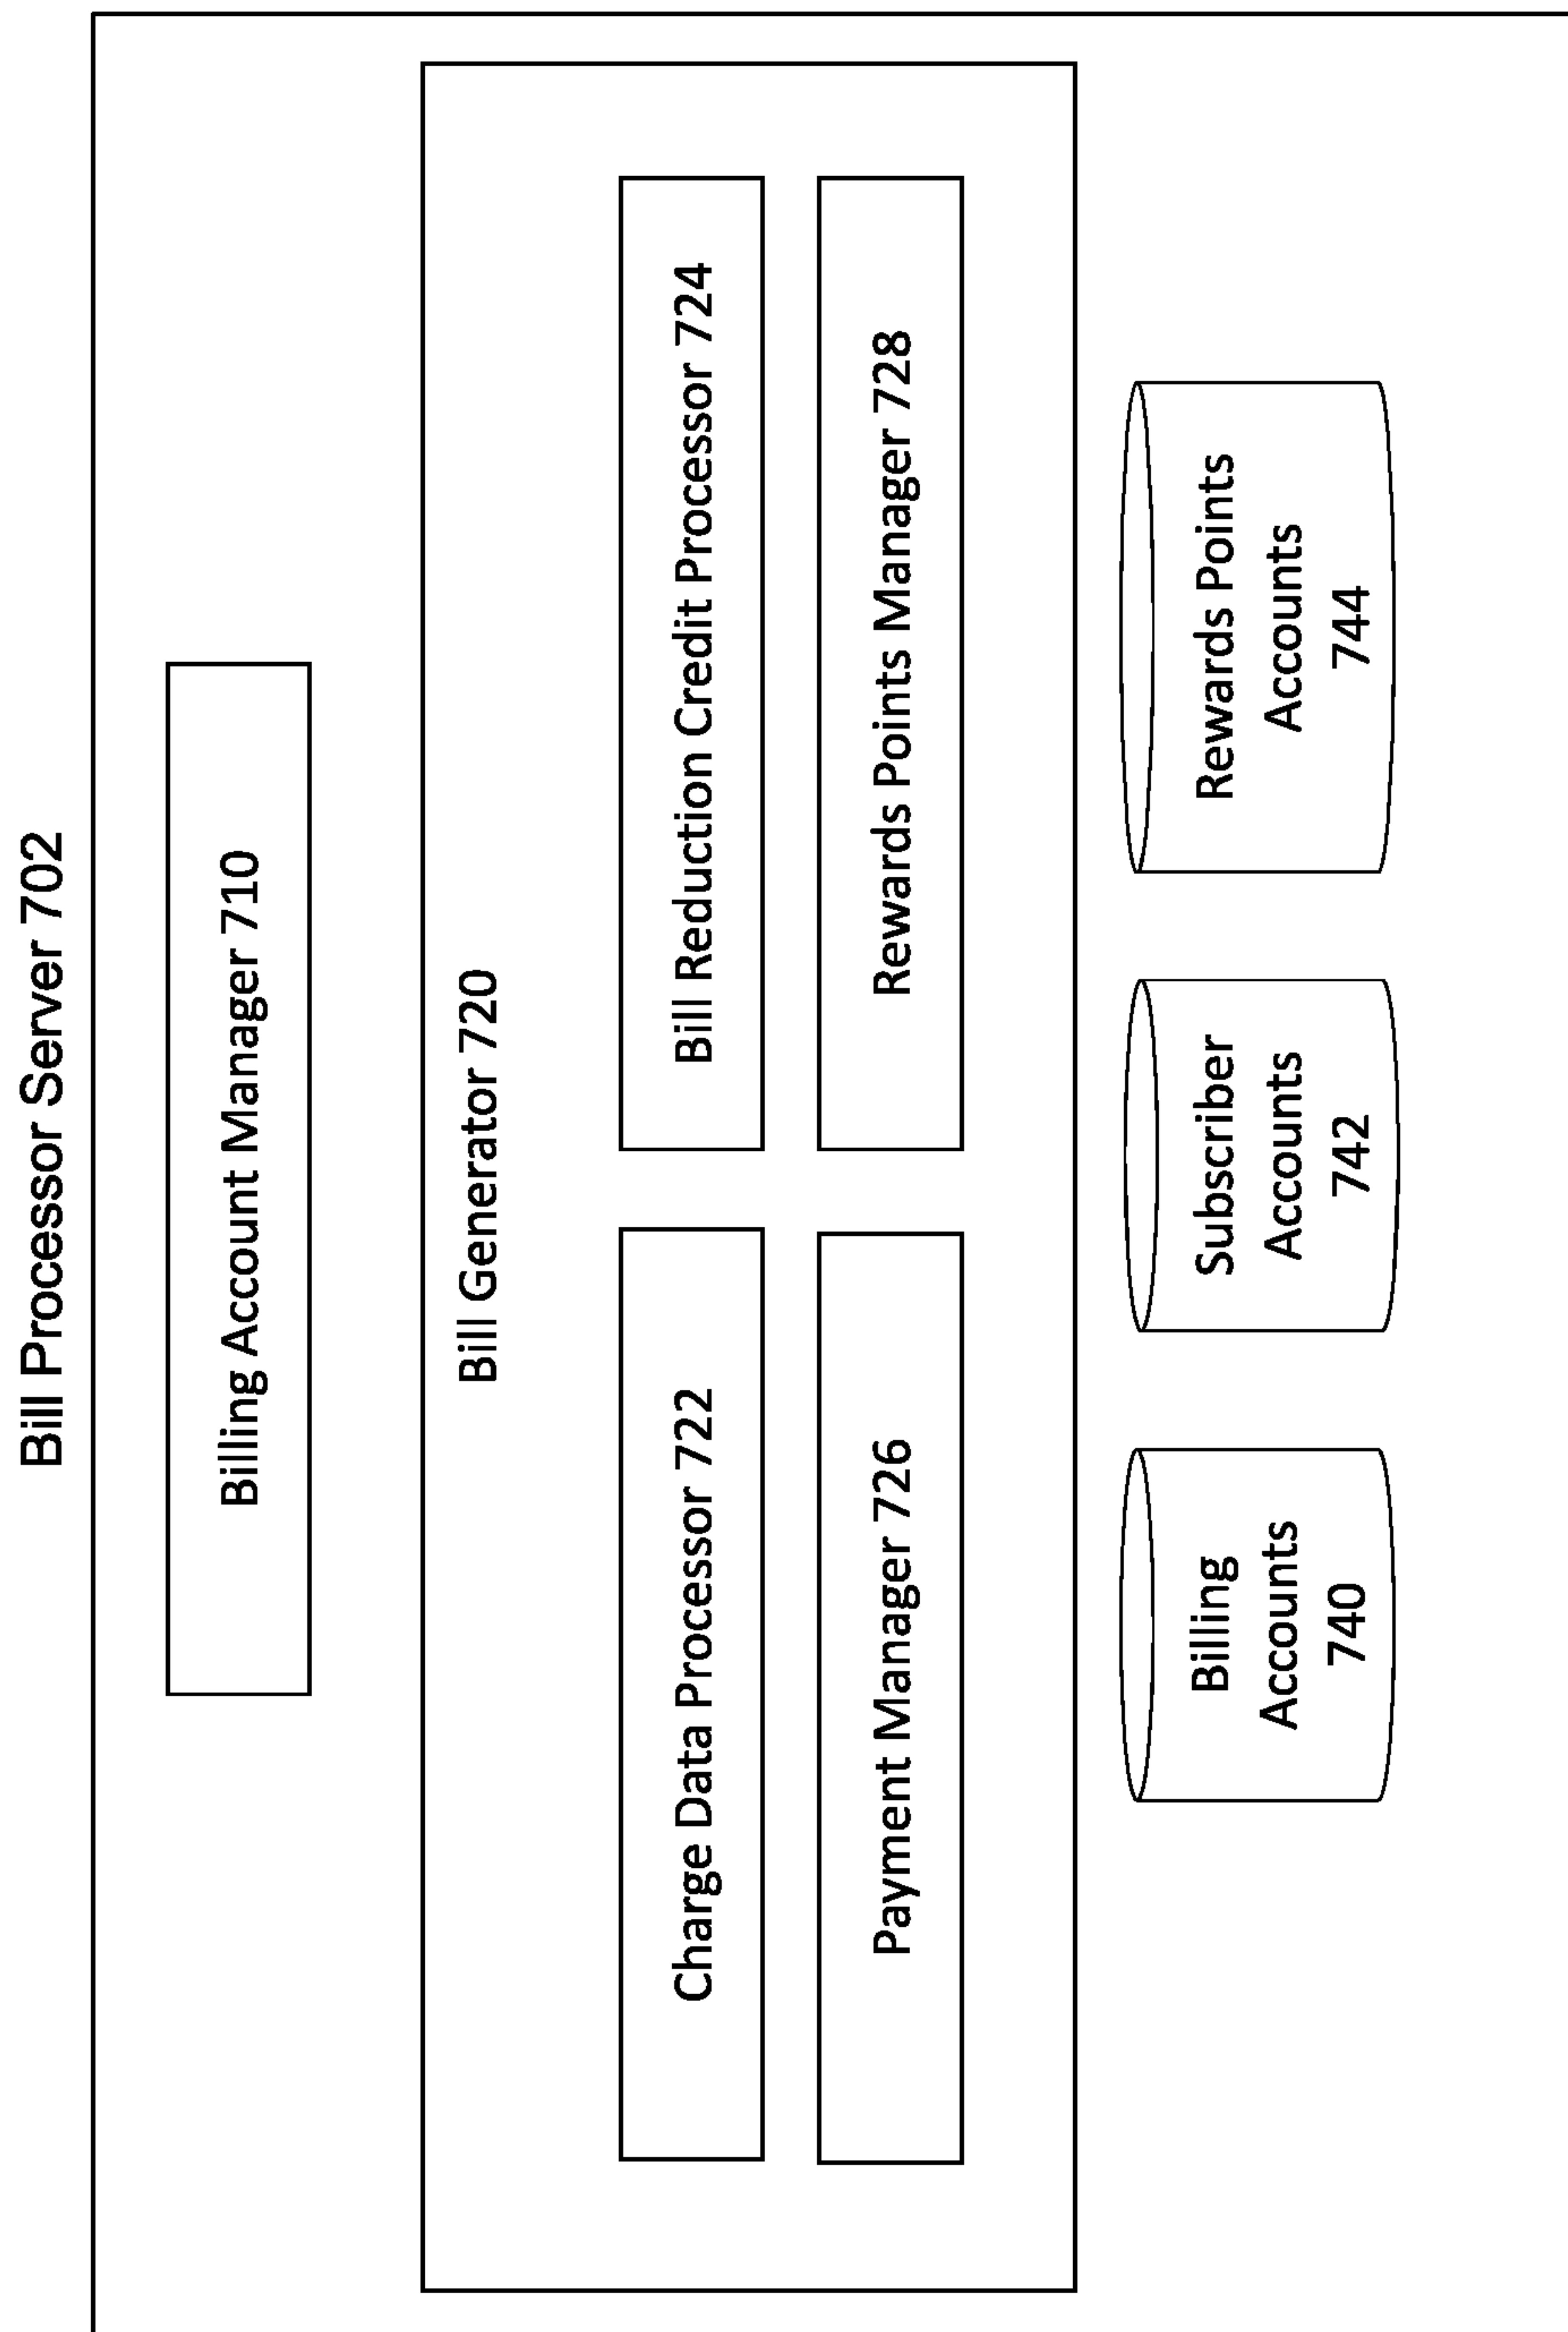 Bill Processor Server 702
Billing Account Manager 710
Bill Generator 720
Charge Data Processor 722
Bill Reduction Credit Processor 724
Payment Manager 726
Rewards Points Manager 728
Billing
Accounts
740
Subscriber
Accounts
742
Rewards Points
Accounts
744